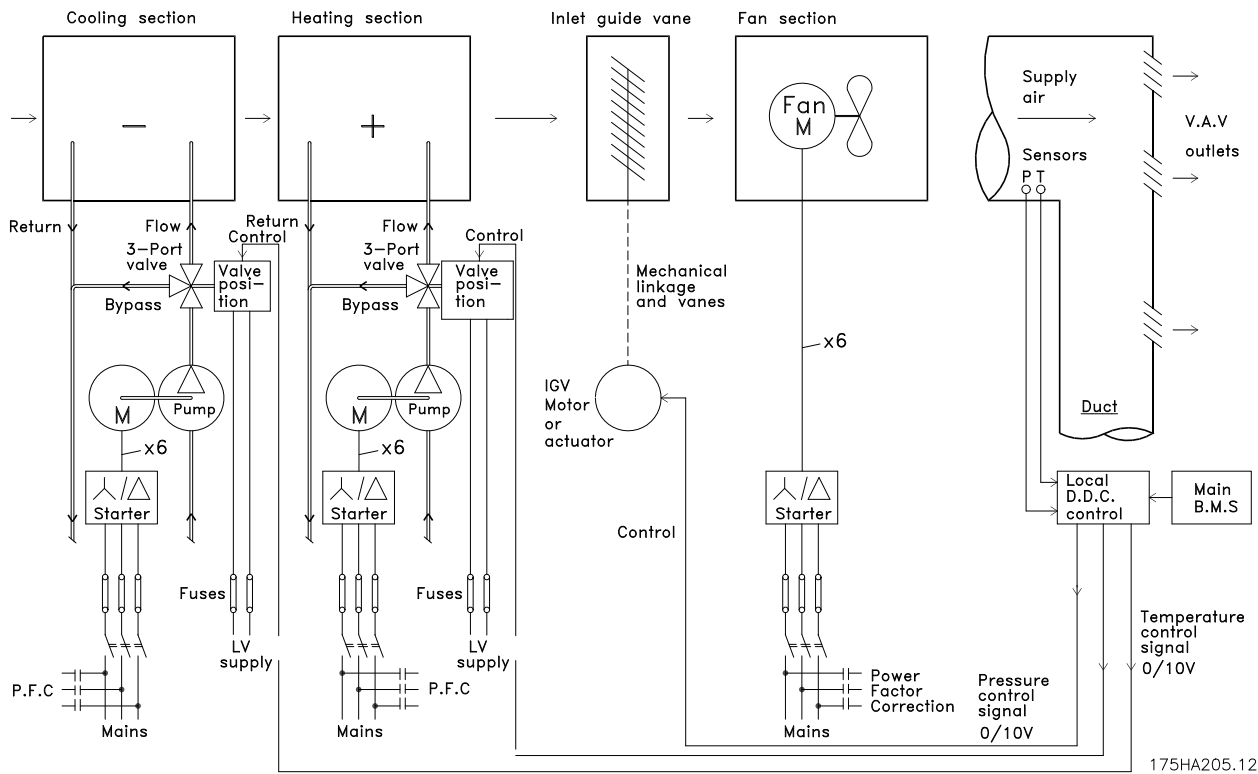 Cooling section
Heating section
Inlet guide vane
Fan section
Fan
M
Supply
air
V.A.V
outlets
Sensors
P T
Return
Flow
Return
Control
3-Port
valve
Valve
posi-
tion
Bypass
Flow
Control
3-Port
valve
Valve
posi-
tion
Bypass
Mechanical
linkage
and vanes
x6
IGV
Motor
or
actuator
M
Pump
M
Pump
Duct
x6
x6
Starter
Starter
Starter
Local
D.D.C.
control
Main
B.M.S
Control
Fuses
Fuses
LV
supply
LV
supply
Temperature
control
signal
0/10V
P.F.C
P.F.C
Power
Factor
Correction
Pressure
control
signal
0/10V
Mains
Mains
Mains
175HA205.12